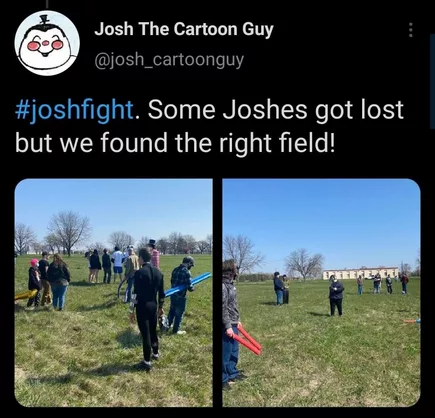 Josh The Cartoon Guy
@josh_cartoonguy
#joshfight. Some Joshes got lost
but we found the right field!